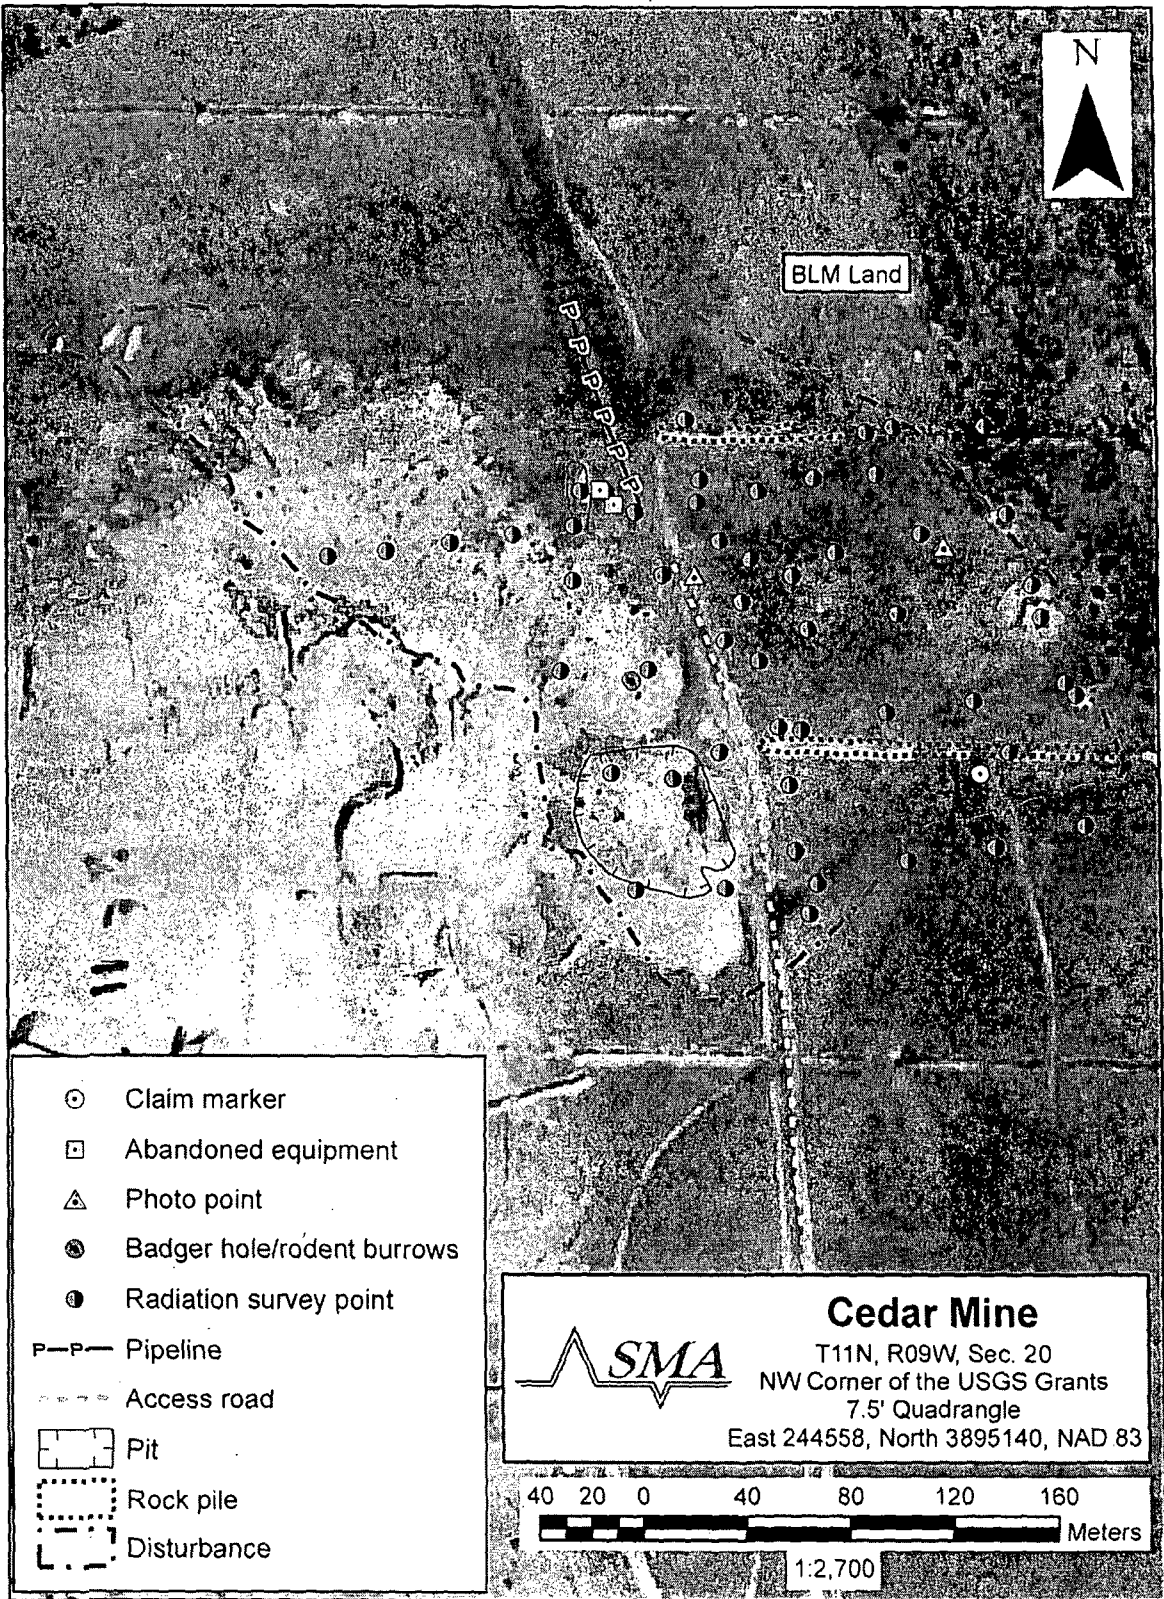 N
BLM Land
P-P-P-P-P-P-P
Claim marker
Abandoned equipment
Photo point
Badger hole/rodent burrows
Radiation survey point
P—P— Pipeline
Access road
Pit
Rock pile
Disturbance
SMA
Cedar Mine
T11N, R09W, Sec. 20
NW Corner of the USGS Grants
7.5' Quadrangle
East 244558, North 3895140, NAD 83
40 20 0 40 80 120 160
Meters
1:2,700